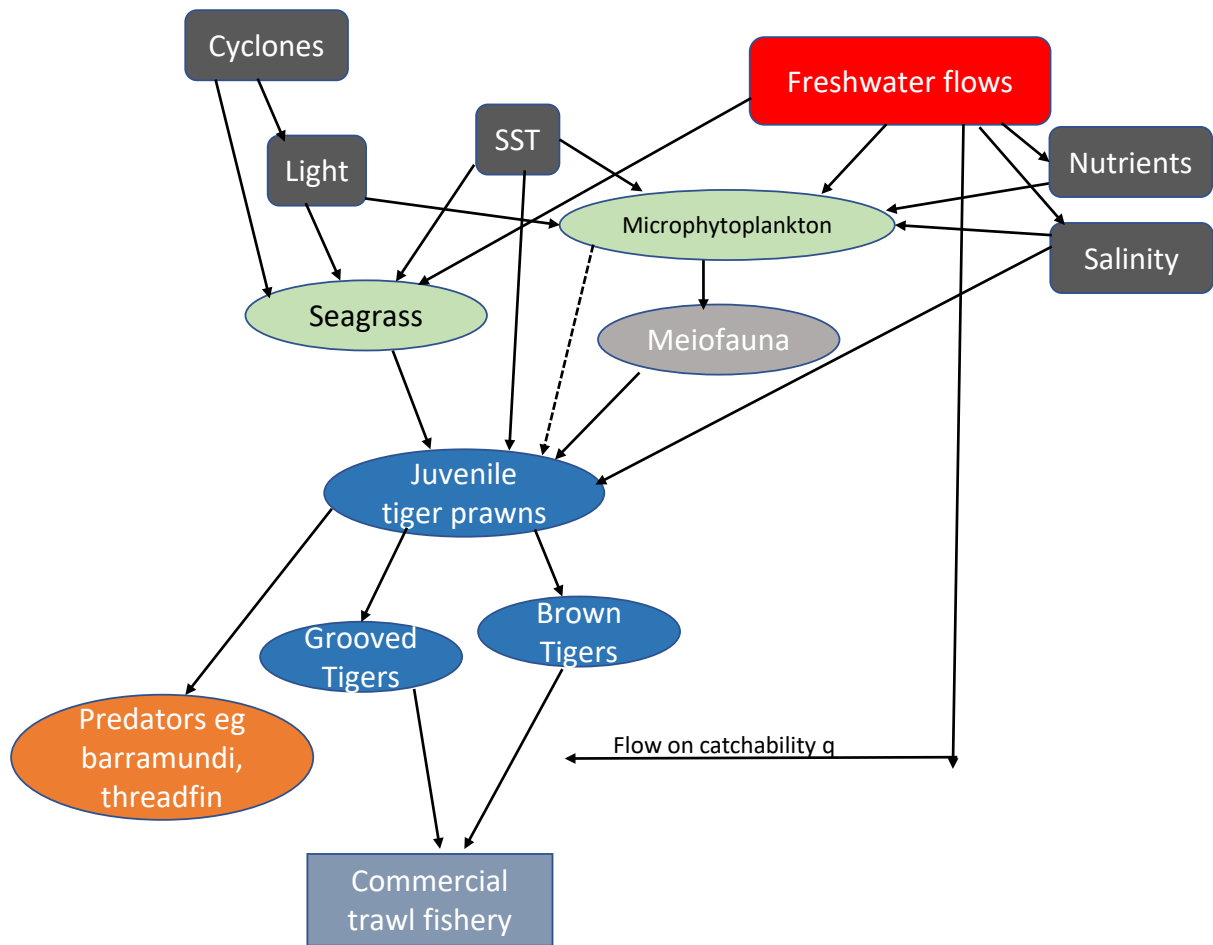 Cyclones
Freshwater flows
SST
Light
Nutrients
Microphytoplankton
Salinity
Seagrass
Meiofauna
Juvenile
tiger prawns
Grooved
Tigers
Brown
Tigers
Predators eg
barramundi,
threadfin
Flow on catchability q
Commercial
trawl fishery